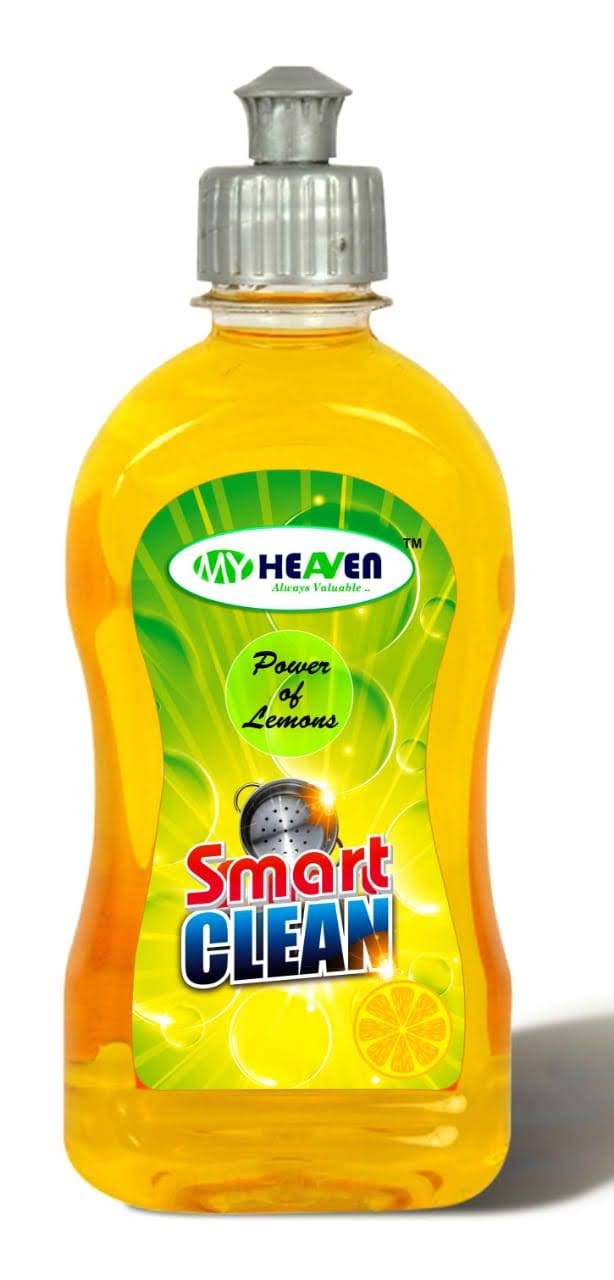 MY HEAVEN TM
Always Valuable ..
Power
of
Lemons
Smart
CLEAN